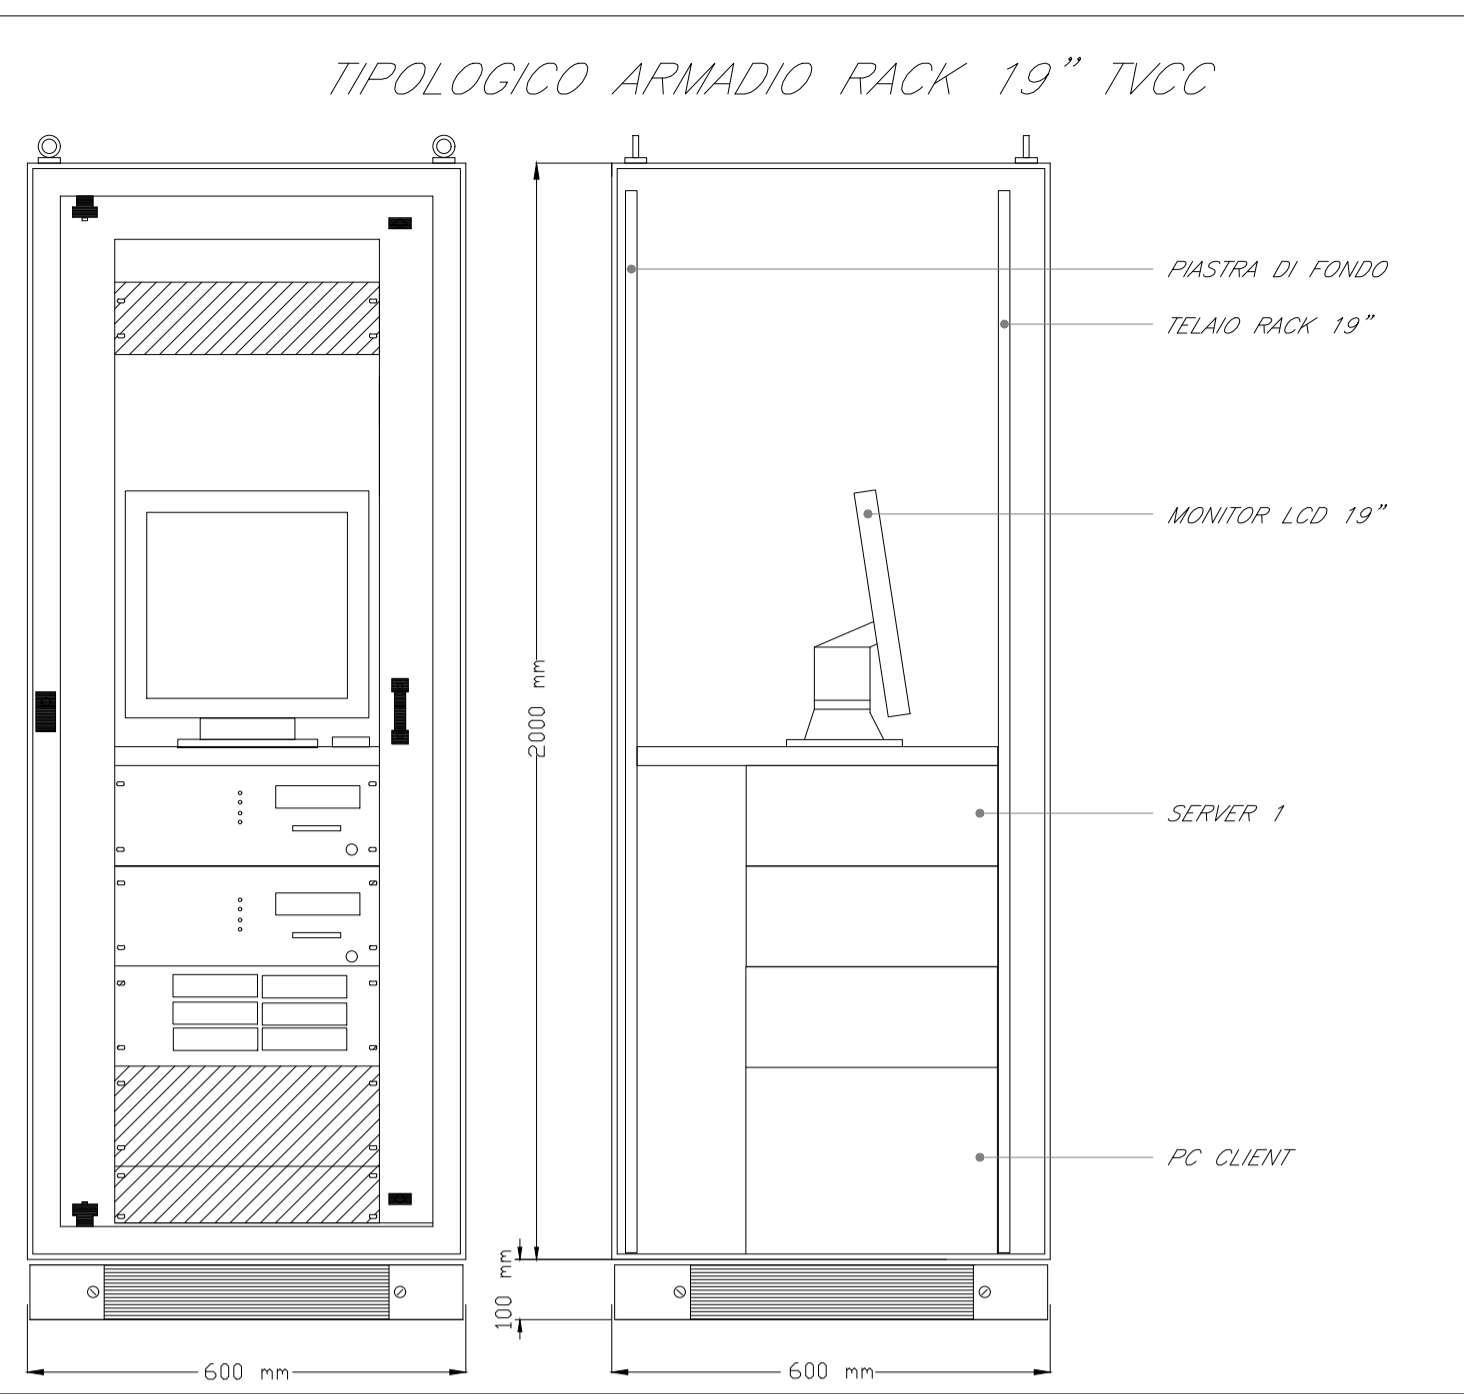 TIPOLOGICO ARMADIO RACK 19" TVCC
PIASTRA DI FONDO
TELAIO RACK 19"
MONITOR LCD 19"
2000 mm
SERVER 1
PC CLIENT
100 mm
600 mm
600 mm